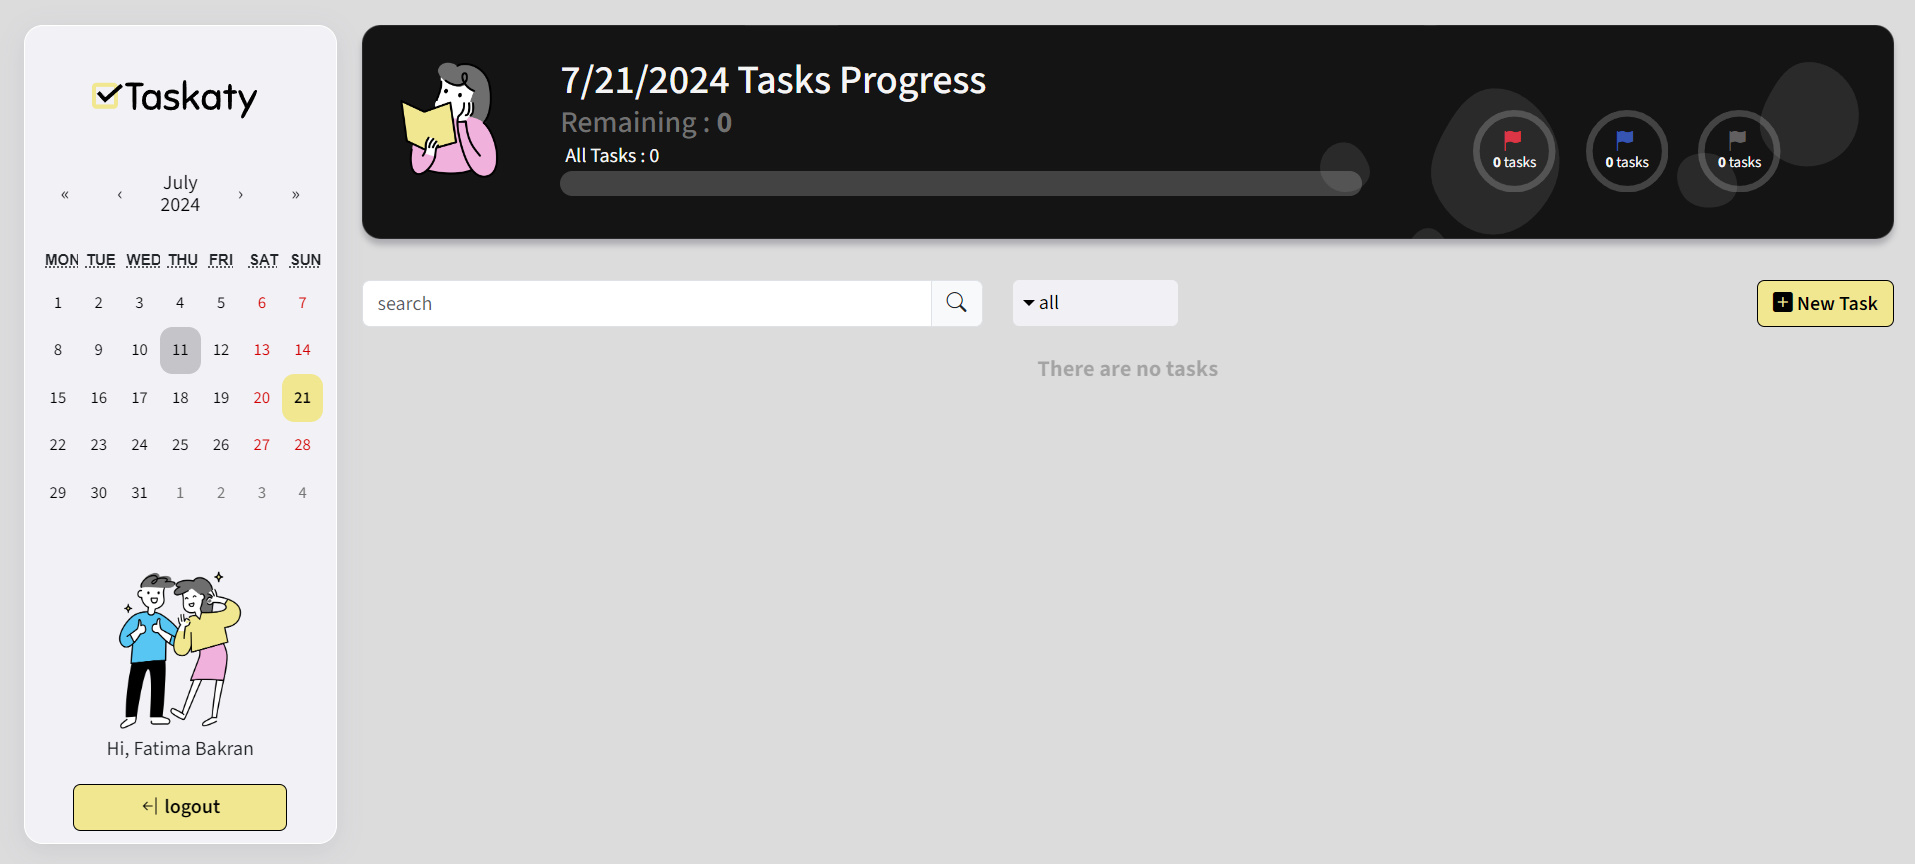 Taskaty
« ‹ July 2024 › »
MON TUE WED THU FRI SAT SUN
1 2 3 4 5 6 7
8 9 10 11 12 13 14
15 16 17 18 19 20 21
22 23 24 25 26 27 28
29 30 31 1 2 3 4
Hi, Fatima Bakran
logout
7/21/2024 Tasks Progress
Remaining : 0
All Tasks : 0
0 tasks
0 tasks
0 tasks
search
all
New Task
There are no tasks